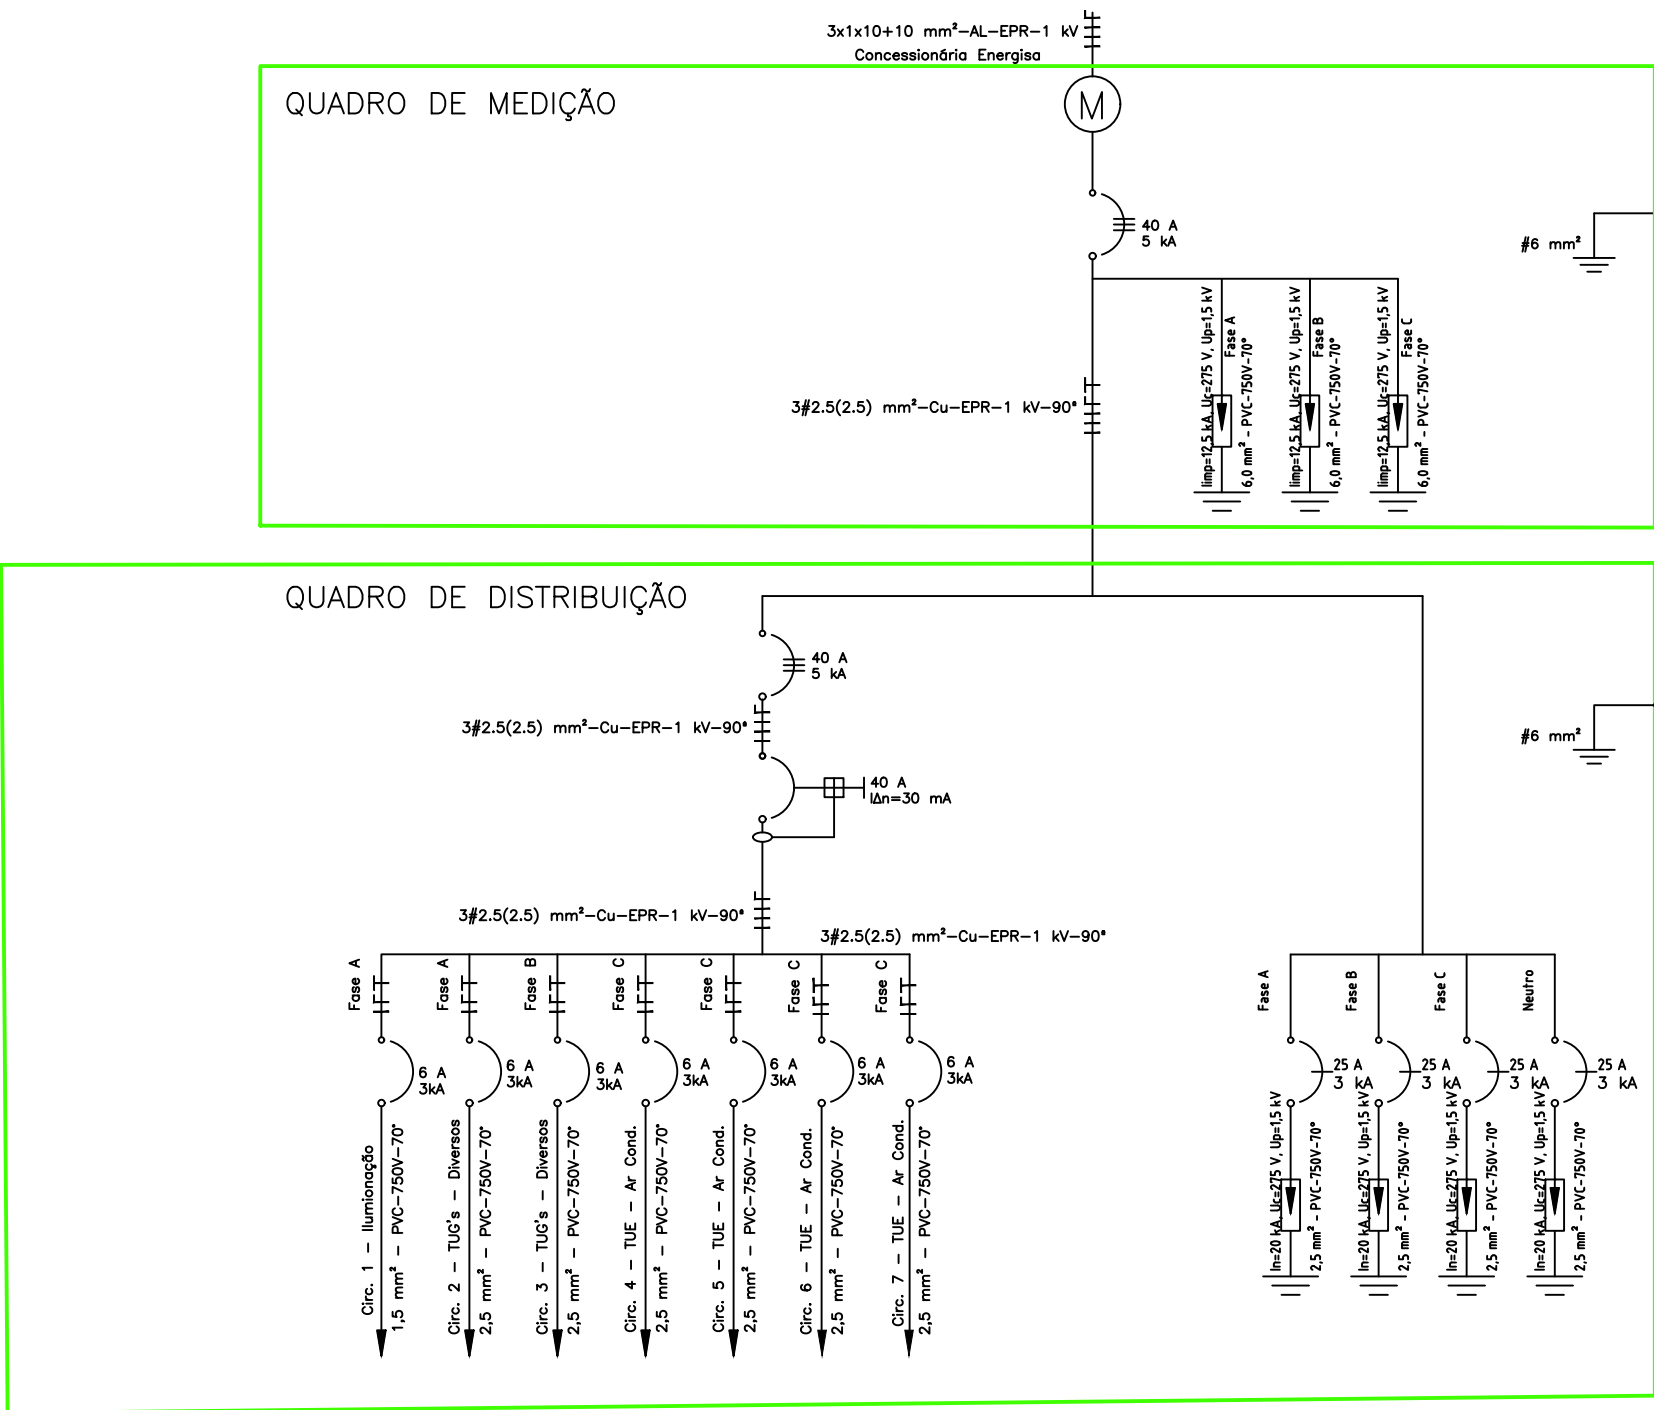 3x1x10+10 mm²-AL-EPR-1 kV
Concessionária Energisa
QUADRO DE MEDIÇÃO
M
40 A
5 kA
#6 mm²
Iimp=12,5 kA, Uc=275 V, Up=1,5 kV
Fase A
6,0 mm² - PVC-750V-70°
Iimp=12,5 kA, Uc=275 V, Up=1,5 kV
Fase B
6,0 mm² - PVC-750V-70°
Iimp=12,5 kA, Uc=275 V, Up=1,5 kV
Fase C
6,0 mm² - PVC-750V-70°
3#2.5(2.5) mm²-Cu-EPR-1 kV-90°
QUADRO DE DISTRIBUIÇÃO
40 A
5 kA
3#2.5(2.5) mm²-Cu-EPR-1 kV-90°
#6 mm²
40 A
IΔn=30 mA
3#2.5(2.5) mm²-Cu-EPR-1 kV-90°
3#2.5(2.5) mm²-Cu-EPR-1 kV-90°
Fase A
6 A
3kA
Circ. 1 - Ilumionação
1,5 mm² - PVC-750V-70°
Fase A
6 A
3kA
Circ. 2 - TUG's - Diversos
2,5 mm² - PVC-750V-70°
Fase B
6 A
3kA
Circ. 3 - TUG's - Diversos
2,5 mm² - PVC-750V-70°
Fase C
6 A
3kA
Circ. 4 - TUE - Ar Cond.
2,5 mm² - PVC-750V-70°
Fase C
6 A
3kA
Circ. 5 - TUE - Ar Cond.
2,5 mm² - PVC-750V-70°
Fase C
6 A
3kA
Circ. 6 - TUE - Ar Cond.
2,5 mm² - PVC-750V-70°
Fase C
6 A
3kA
Circ. 7 - TUE - Ar Cond.
2,5 mm² - PVC-750V-70°
Fase A
25 A
3 kA
In=20 kA, Uc=275 V, Up=1,5 kV
2,5 mm² - PVC-750V-70°
Fase B
25 A
3 kA
In=20 kA, Uc=275 V, Up=1,5 kV
2,5 mm² - PVC-750V-70°
Fase C
25 A
3 kA
In=20 kA, Uc=275 V, Up=1,5 kV
2,5 mm² - PVC-750V-70°
Neutro
25 A
3 kA
In=20 kA, Uc=275 V, Up=1,5 kV
2,5 mm² - PVC-750V-70°